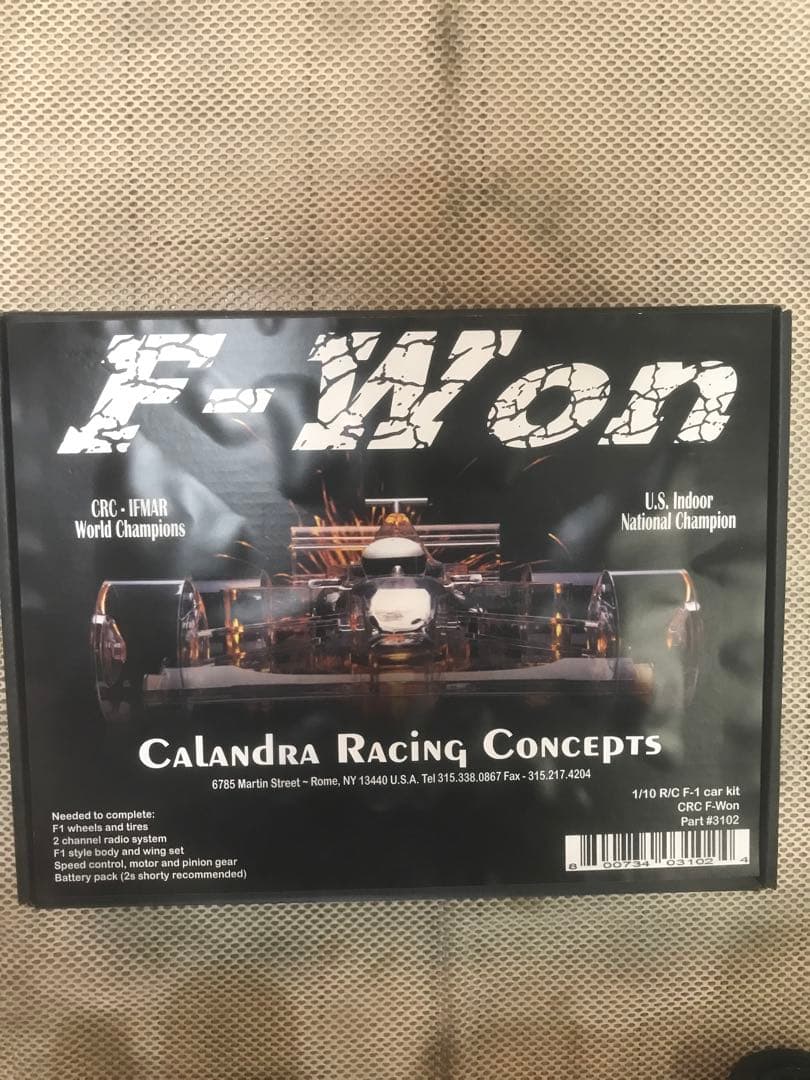 F-Won
CRC - IFMAR
World Champions
U.S. Indoor
National Champion
Calandra Racing Concepts
6785 Martin Street ~ Rome, NY 13440 U.S.A. Tel 315.338.0867 Fax - 315.217.4204
Needed to complete:
F1 wheels and tires
2 channel radio system
F1 style body and wing set
Speed control, motor and pinion gear
Battery pack (2s shorty recommended)
1/10 R/C F-1 car kit
CRC F-Won
Part #3102
8 00734 03102 4